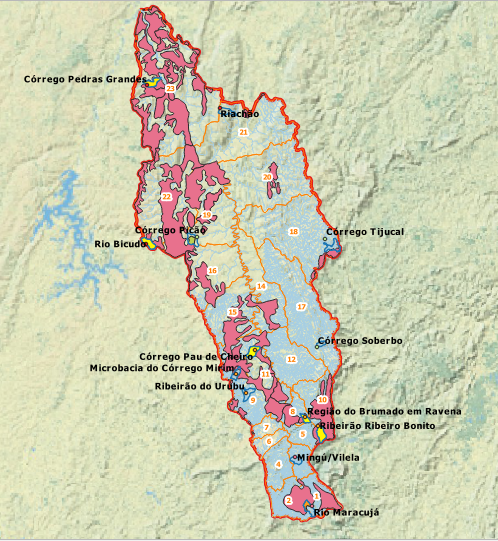 Córrego Pedras Grandes
23
Riachão
21
20
22
19
Córrego Picão
18
Córrego Tijucal
Rio Bicudo
16
14
17
15
Córrego Soberbo
Córrego Pau de Cheiro
12
Microbacia do Córrego Mirim
11
Ribeirão do Urubu
9
10
8
Região do Brumado em Ravena
7
Ribeirão Ribeiro Bonito
5
6
Mingú/Vilela
4
2
1
Rio Maracujá